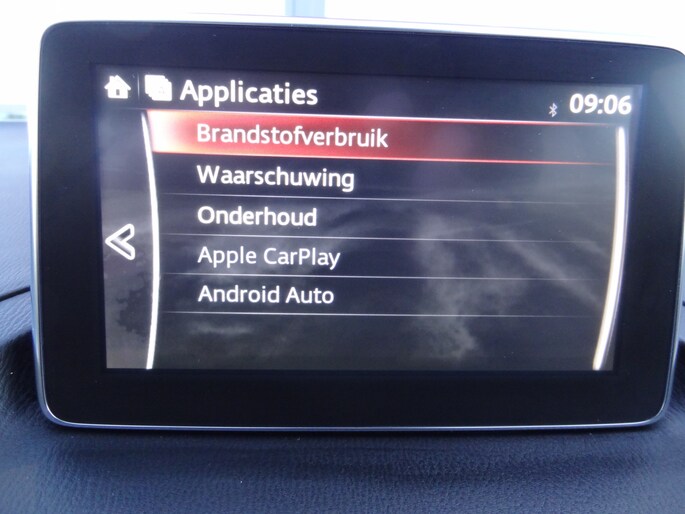 Applicaties
09:06
Brandstofverbruik
Waarschuwing
Onderhoud
Apple CarPlay
Android Auto